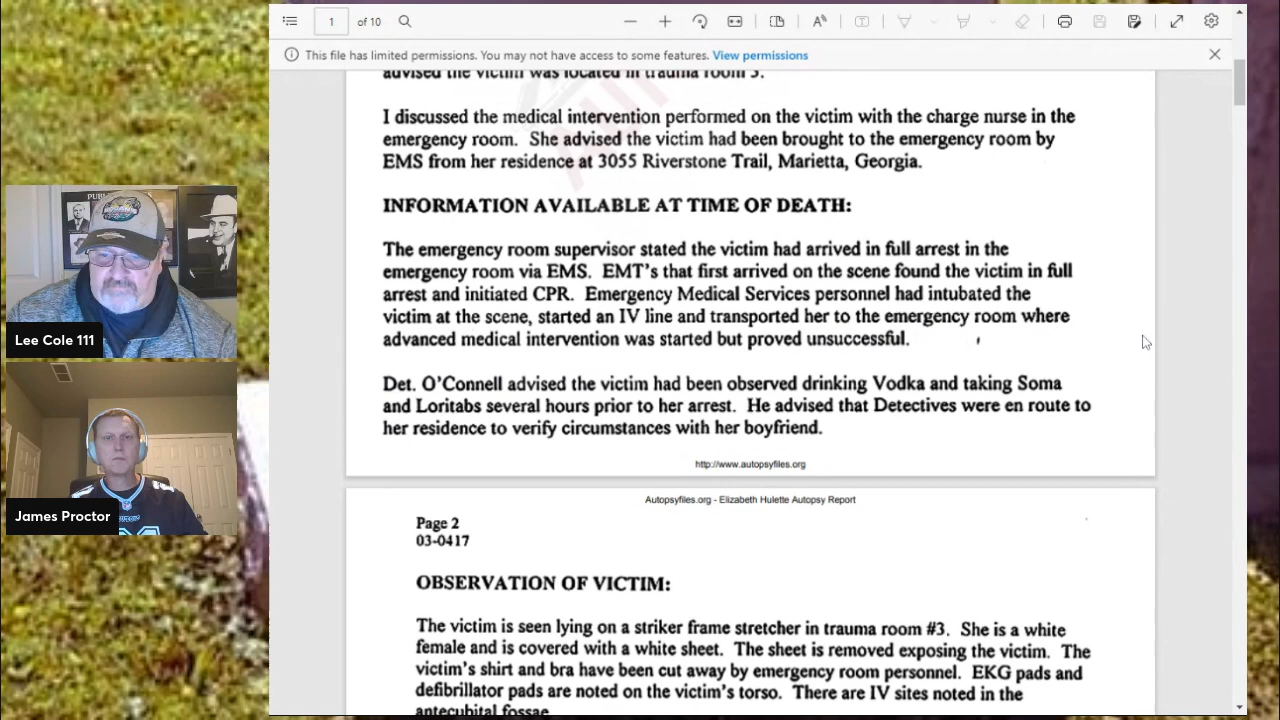 1 of 10
This file has limited permissions. You may not have access to some features. View permissions
advised the victim was located in trauma room 3.
I discussed the medical intervention performed on the victim with the charge nurse in the
emergency room. She advised the victim had been brought to the emergency room by
EMS from her residence at 3055 Riverstone Trail, Marietta, Georgia.
INFORMATION AVAILABLE AT TIME OF DEATH:
The emergency room supervisor stated the victim had arrived in full arrest in the
emergency room via EMS. EMT's that first arrived on the scene found the victim in full
arrest and initiated CPR. Emergency Medical Services personnel had intubated the
victim at the scene, started an IV line and transported her to the emergency room where
advanced medical intervention was started but proved unsuccessful.
Det. O'Connell advised the victim had been observed drinking Vodka and taking Soma
and Loritabs several hours prior to her arrest. He advised that Detectives were en route to
her residence to verify circumstances with her boyfriend.
http://www.autopsyfiles.org
Autopsyfiles.org - Elizabeth Hulette Autopsy Report
Page 2
03-0417
OBSERVATION OF VICTIM:
The victim is seen lying on a striker frame stretcher in trauma room #3. She is a white
female and is covered with a white sheet. The sheet is removed exposing the victim. The
victim's shirt and bra have been cut away by emergency room personnel. EKG pads and
defibrillator pads are noted on the victim's torso. There are IV sites noted in the
antecubital fossae
Lee Cole 111
James Proctor